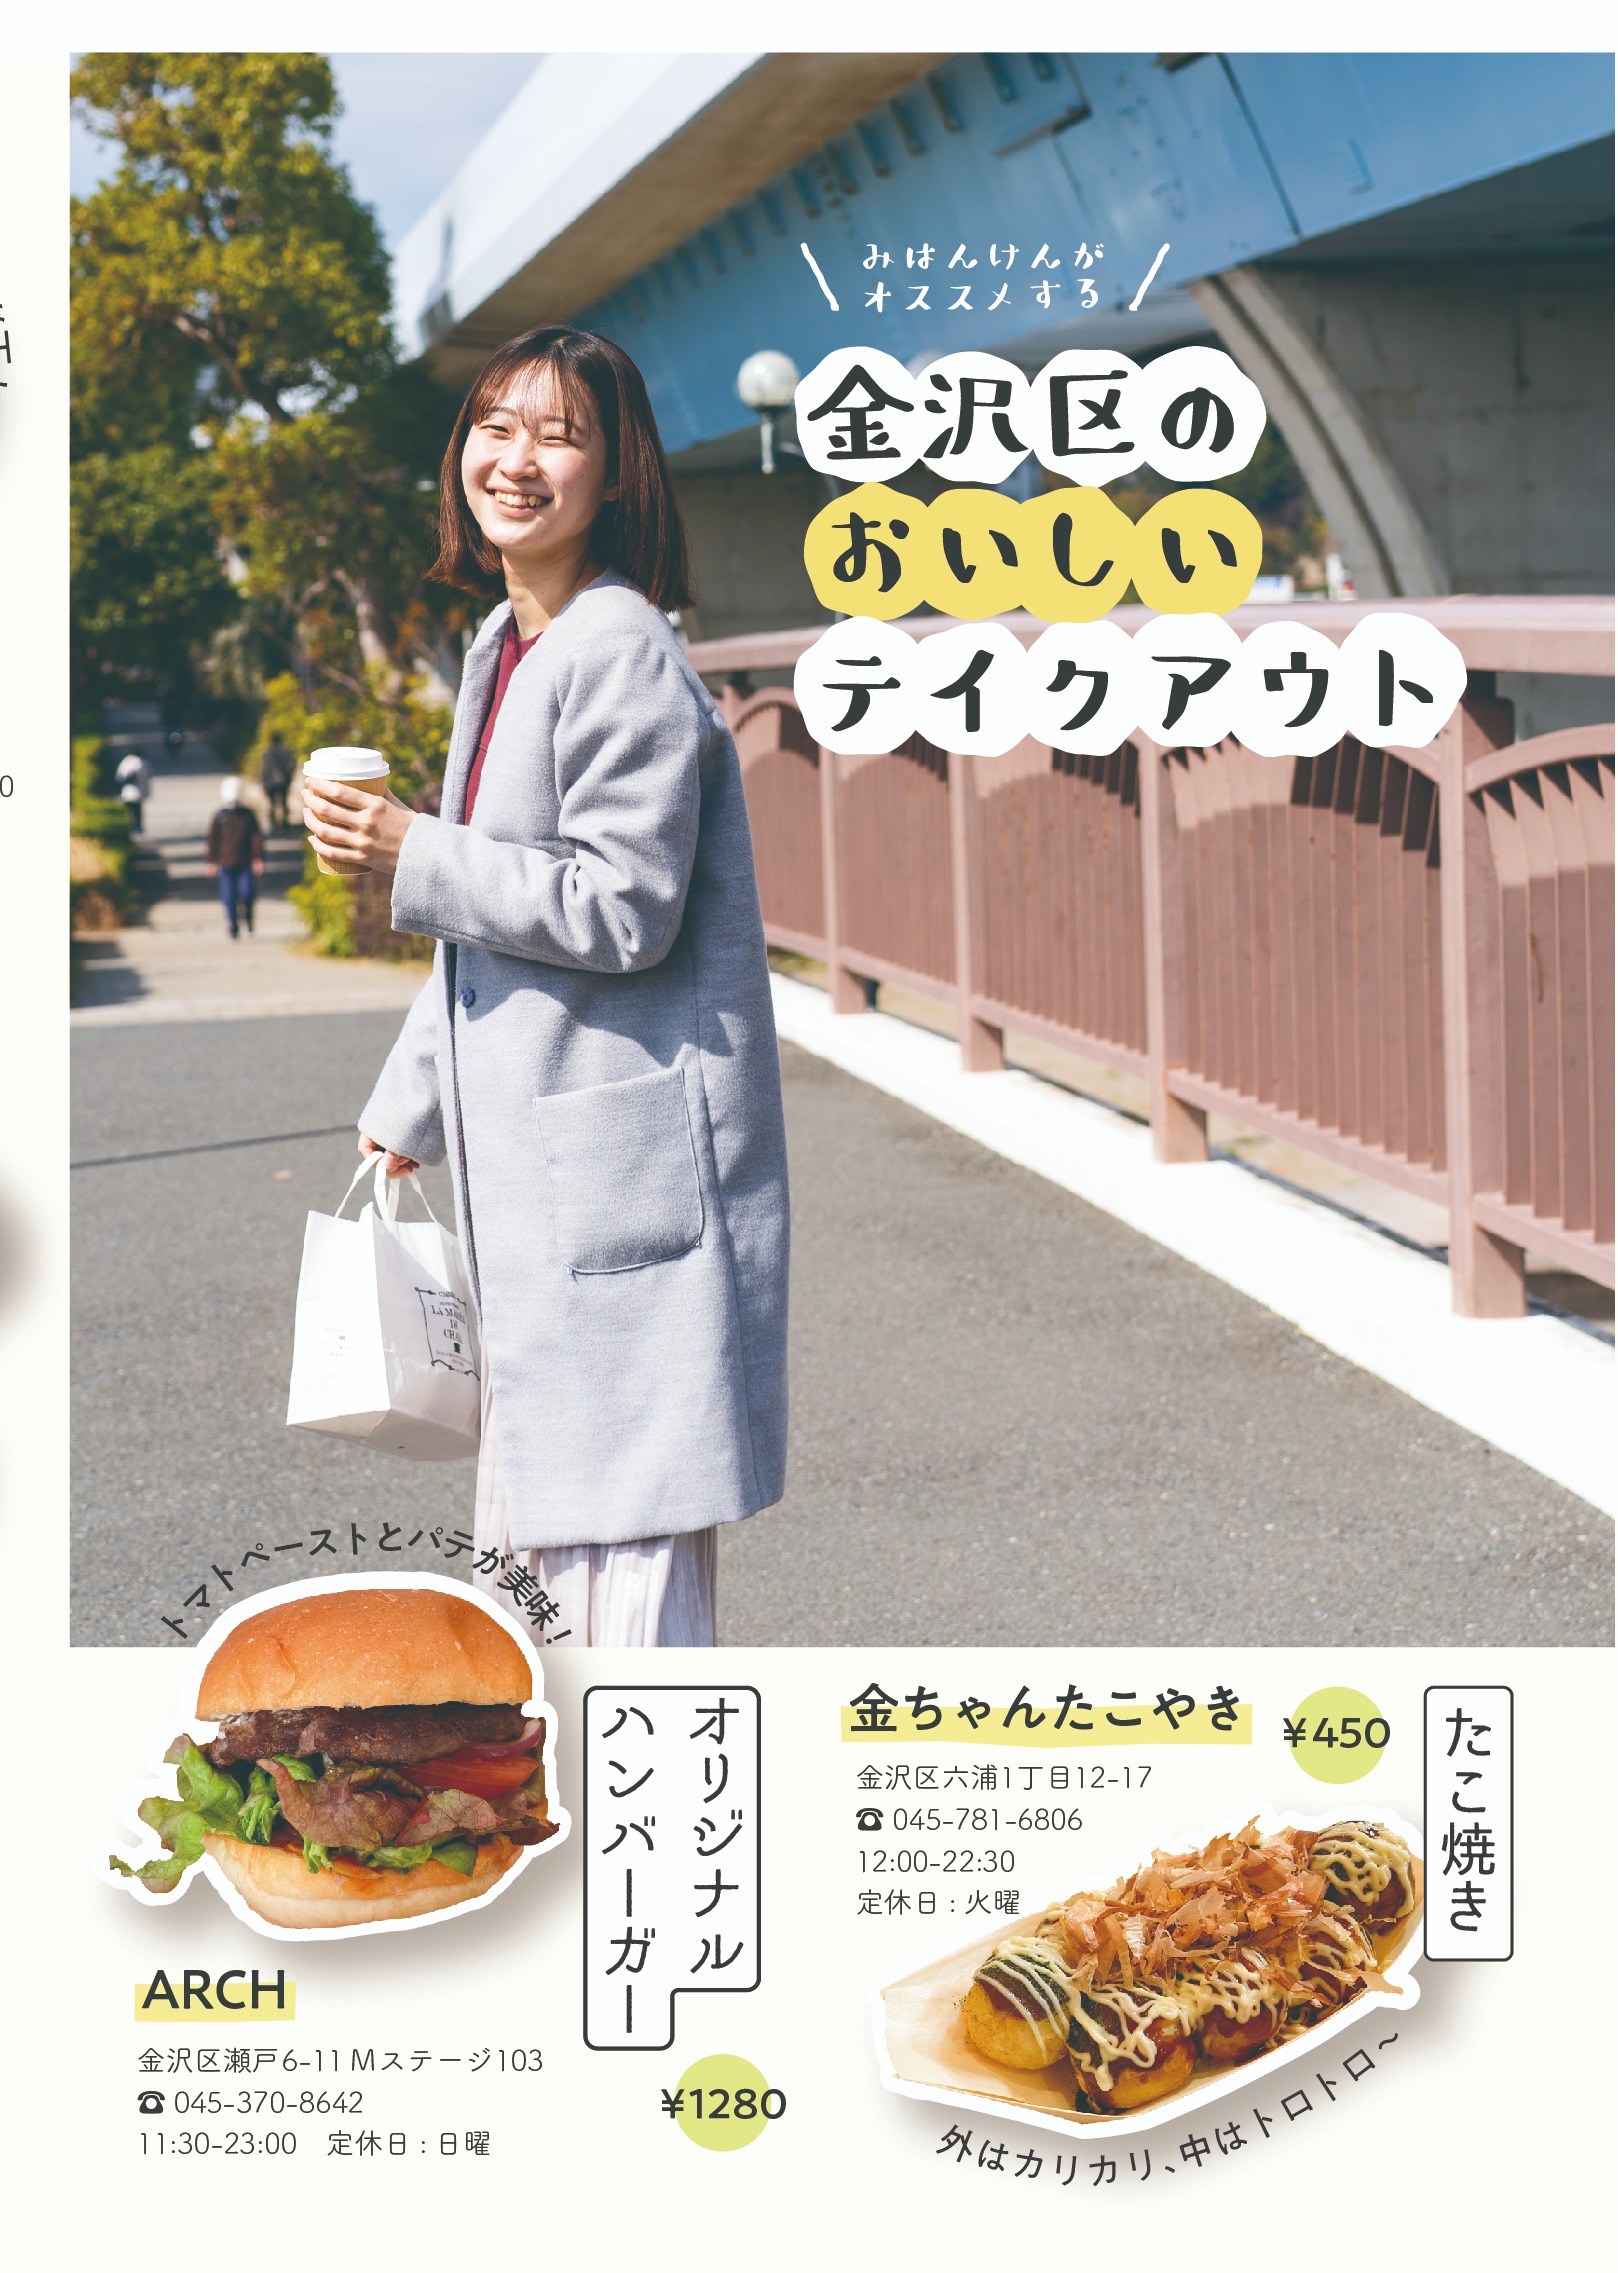 みはんけんが
オススメする
金沢区の
おいしい
テイクアウト
トマトペーストとパテが美味！
オリジナル
ハンバーガー
ARCH
金沢区瀬戸6-11 Mステージ103
☎ 045-370-8642
11:30-23:00　定休日：日曜
¥1280
金ちゃんたこやき
¥450
たこ焼き
金沢区六浦1丁目12-17
☎ 045-781-6806
12:00-22:30
定休日：火曜
外はカリカリ、中はトロトロ〜